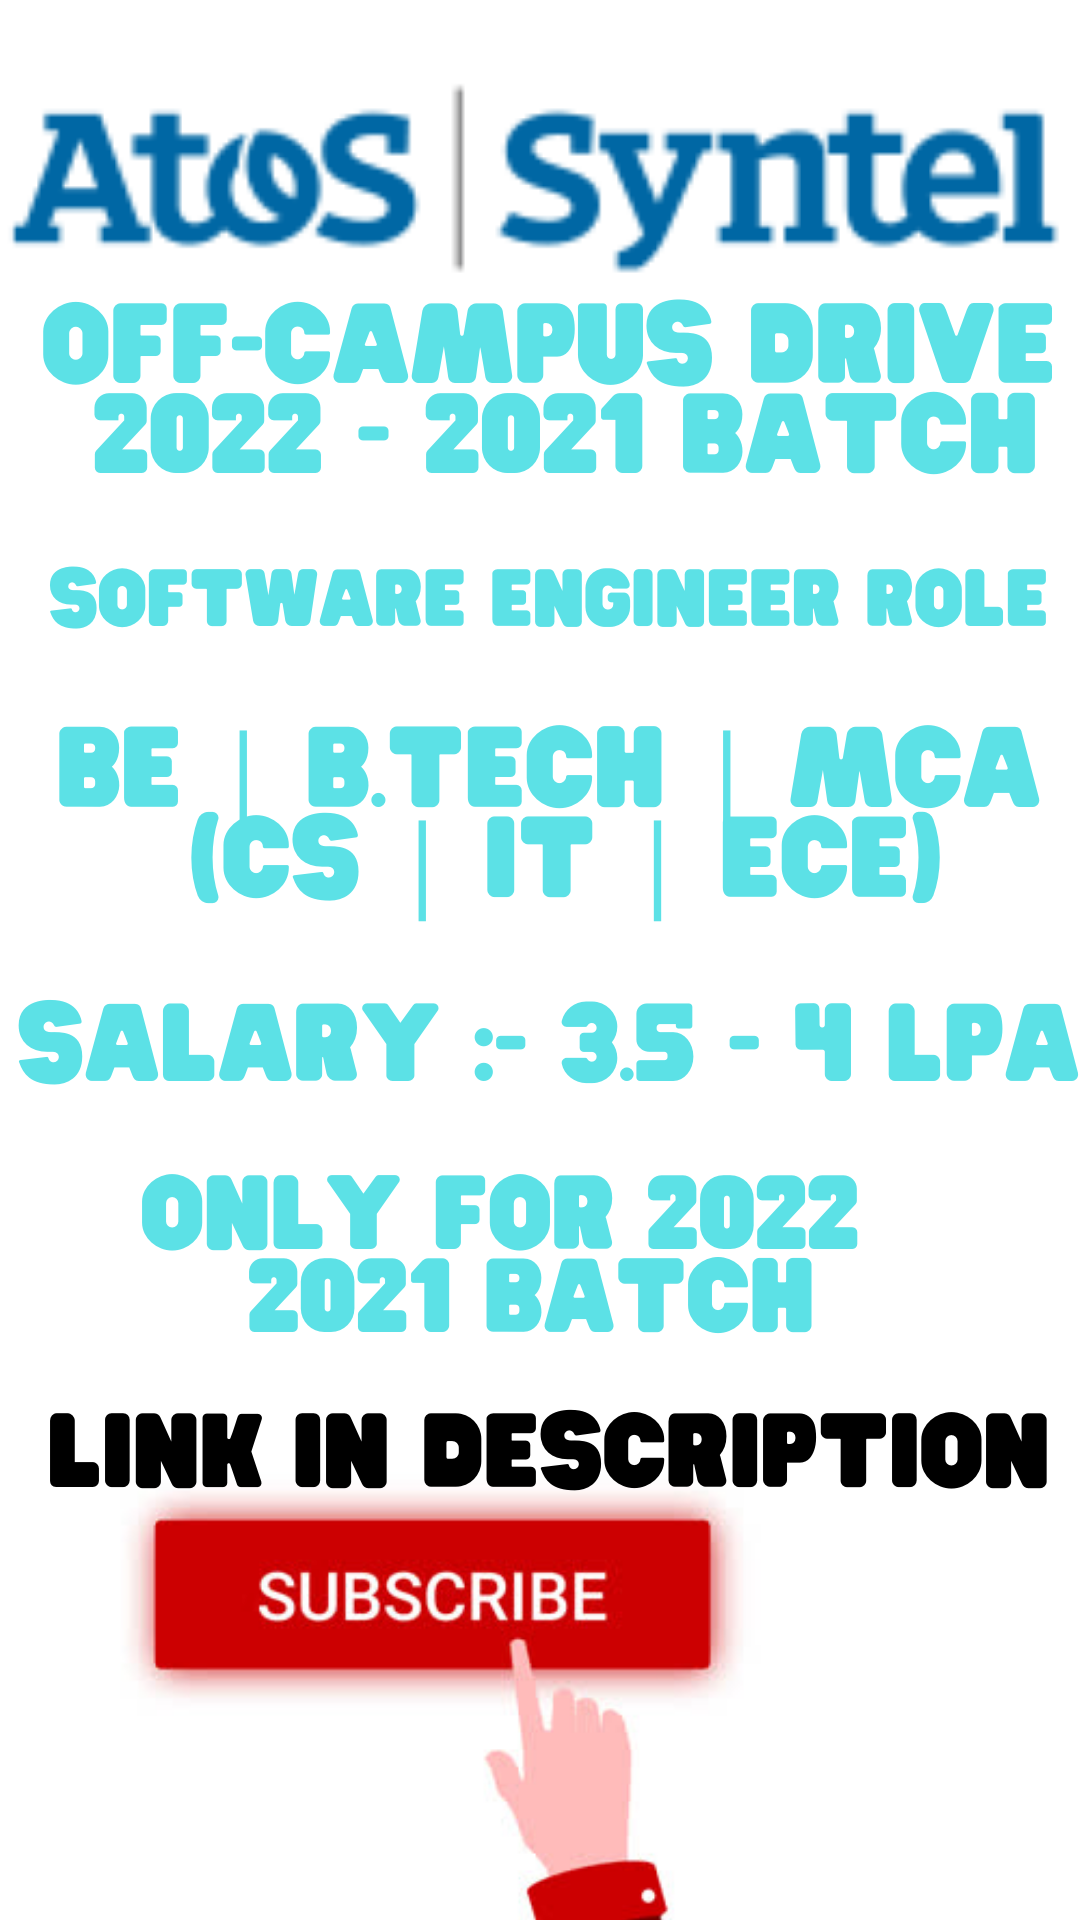 Atos | Syntel
OFF-CAMPUS DRIVE
2022 - 2021 BATCH
SOFTWARE ENGINEER ROLE
BE | B.TECH | MCA
(CS | IT | ECE)
SALARY :- 3.5 - 4 LPA
ONLY FOR 2022
2021 BATCH
LINK IN DESCRIPTION
SUBSCRIBE